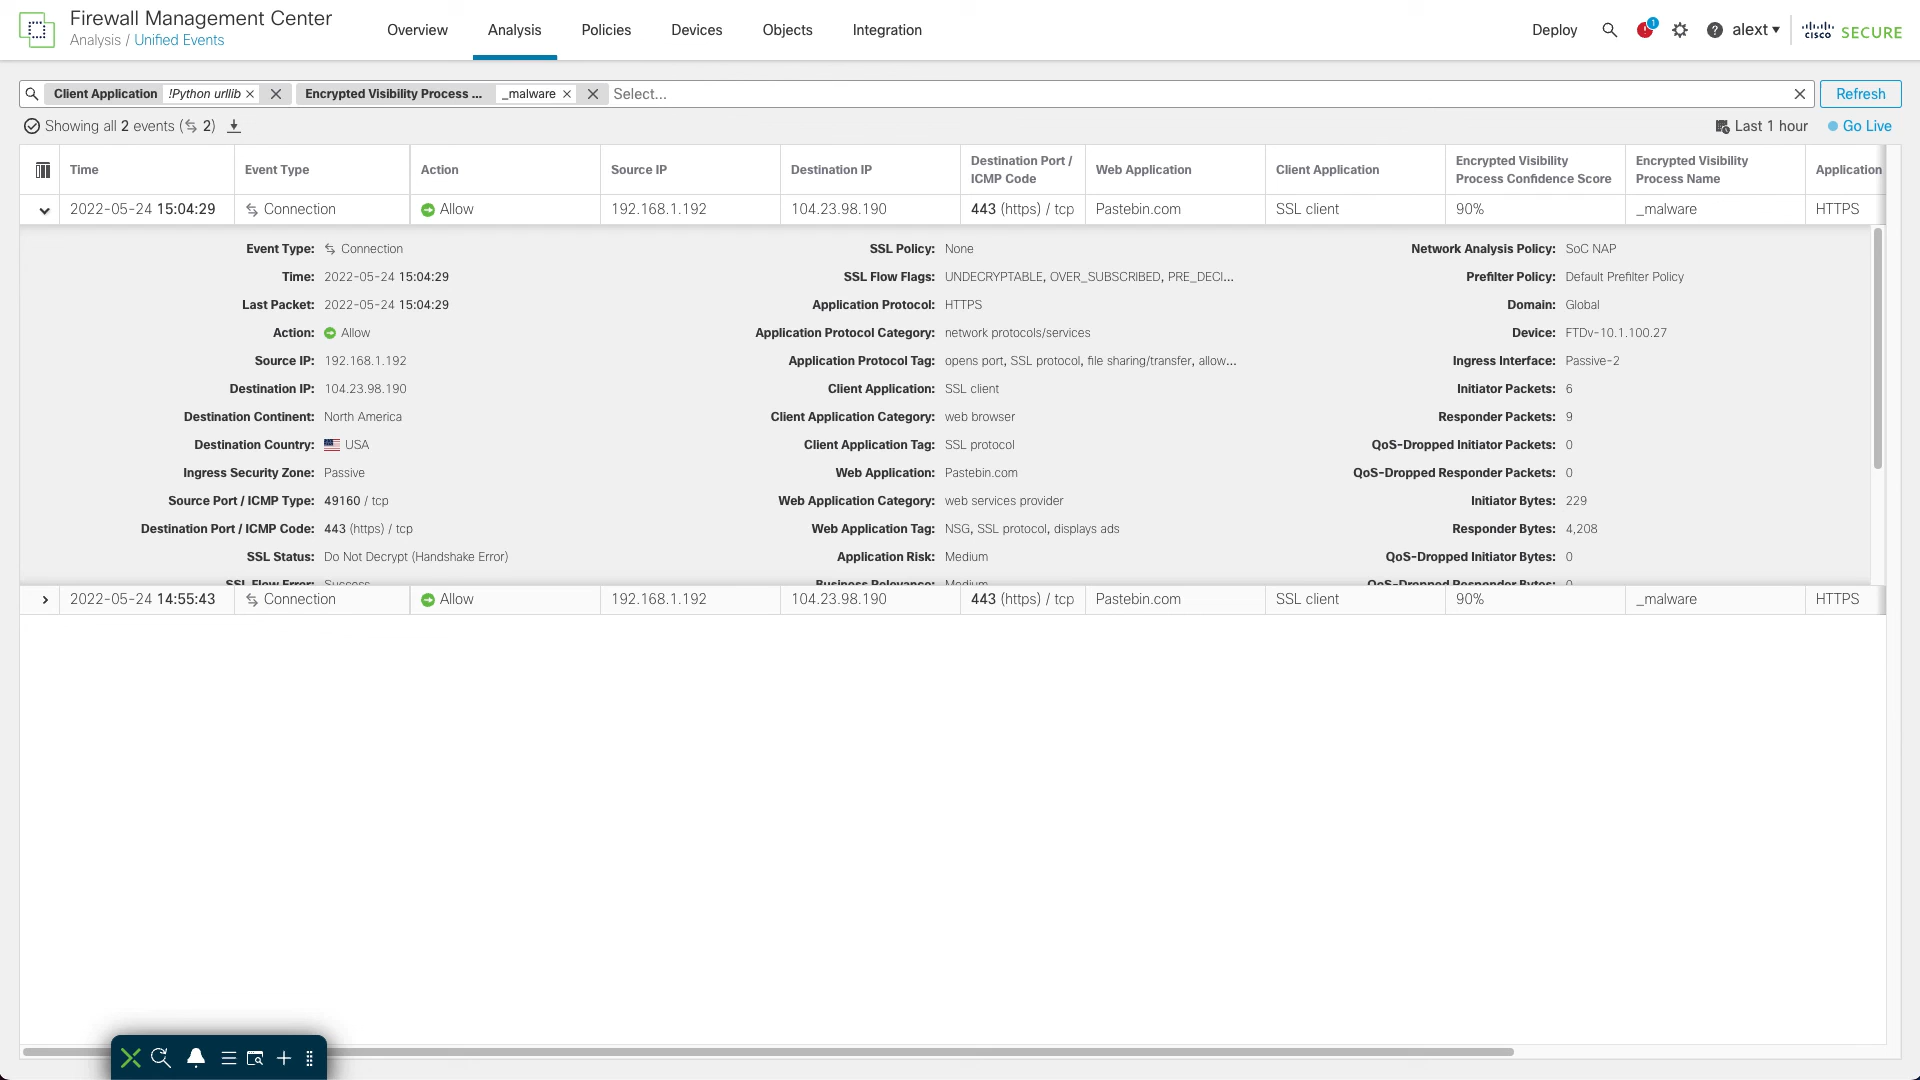 Firewall Management Center
Analysis / Unified Events
Overview
Analysis
Policies
Devices
Objects
Integration
Deploy
1
alext
cisco SECURE
Client Application !Python urllib
Encrypted Visibility Process ... _malware
Select...
Refresh
Showing all 2 events (2)
Last 1 hour
Go Live
Time
Event Type
Action
Source IP
Destination IP
Destination Port /
ICMP Code
Web Application
Client Application
Encrypted Visibility
Process Confidence Score
Encrypted Visibility
Process Name
Application
2022-05-24 15:04:29 Connection Allow 192.168.1.192 104.23.98.190 443 (https) / tcp Pastebin.com SSL client 90% _malware HTTPS
Event Type: Connection
Time: 2022-05-24 15:04:29
Last Packet: 2022-05-24 15:04:29
Action: Allow
Source IP: 192.168.1.192
Destination IP: 104.23.98.190
Destination Continent: North America
Destination Country: USA
Ingress Security Zone: Passive
Source Port / ICMP Type: 49160 / tcp
Destination Port / ICMP Code: 443 (https) / tcp
SSL Status: Do Not Decrypt (Handshake Error)
SSL Flow Error: Success
SSL Policy: None
SSL Flow Flags: UNDECRYPTABLE, OVER_SUBSCRIBED, PRE_DECI...
Application Protocol: HTTPS
Application Protocol Category: network protocols/services
Application Protocol Tag: opens port, SSL protocol, file sharing/transfer, allow...
Client Application: SSL client
Client Application Category: web browser
Client Application Tag: SSL protocol
Web Application: Pastebin.com
Web Application Category: web services provider
Web Application Tag: NSG, SSL protocol, displays ads
Application Risk: Medium
Business Relevance: Medium
Network Analysis Policy: SoC NAP
Prefilter Policy: Default Prefilter Policy
Domain: Global
Device: FTDv-10.1.100.27
Ingress Interface: Passive-2
Initiator Packets: 6
Responder Packets: 9
QoS-Dropped Initiator Packets: 0
QoS-Dropped Responder Packets: 0
Initiator Bytes: 229
Responder Bytes: 4,208
QoS-Dropped Initiator Bytes: 0
QoS-Dropped Responder Bytes: 0
2022-05-24 14:55:43 Connection Allow 192.168.1.192 104.23.98.190 443 (https) / tcp Pastebin.com SSL client 90% _malware HTTPS